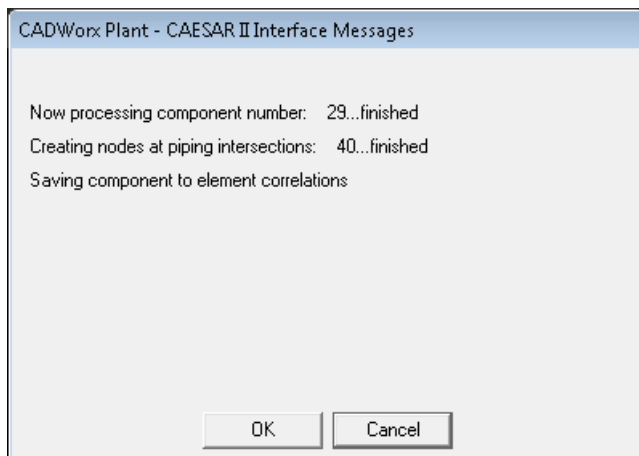 CADWorx Plant - CAESAR II Interface Messages
Now processing component number: 29...finished
Creating nodes at piping intersections: 40...finished
Saving component to element correlations
OK Cancel